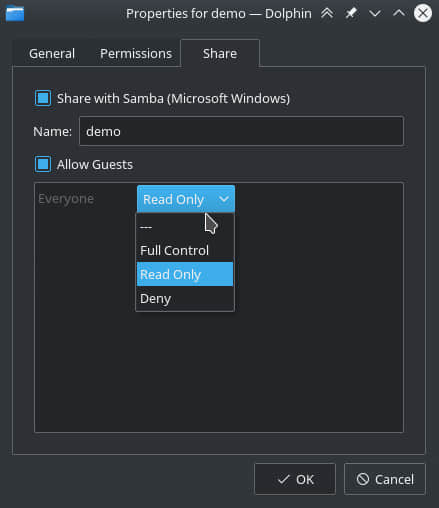 Properties for demo — Dolphin
General Permissions Share
Share with Samba (Microsoft Windows)
Name: demo
Allow Guests
Everyone Read Only
---
Full Control
Read Only
Deny
OK Cancel